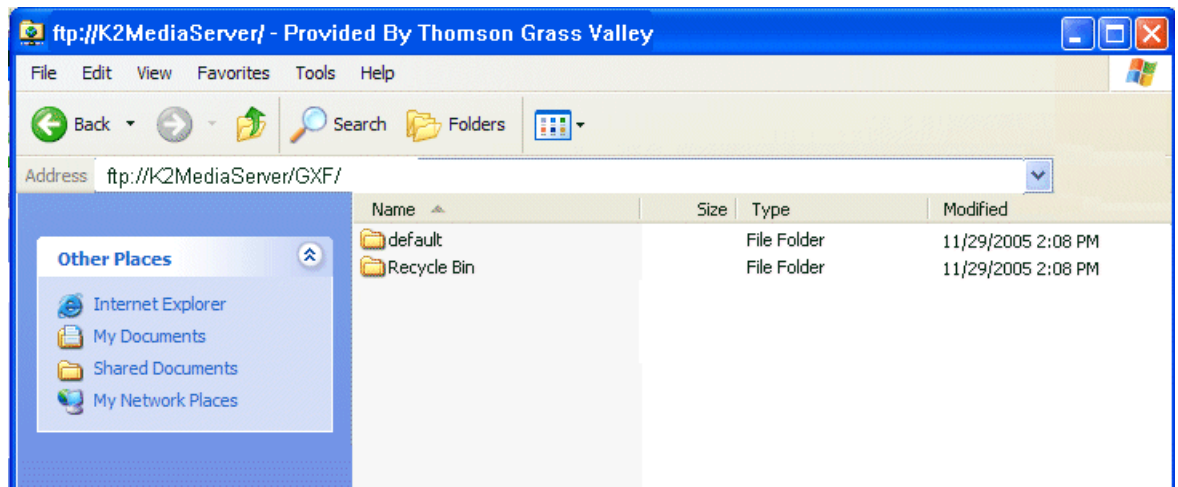 ftp://K2MediaServer/ - Provided By Thomson Grass Valley
File Edit View Favorites Tools Help
Back Search Folders
Address ftp://K2MediaServer/GXF/
Name Size Type Modified
default File Folder 11/29/2005 2:08 PM
Recycle Bin File Folder 11/29/2005 2:08 PM
Other Places
Internet Explorer
My Documents
Shared Documents
My Network Places